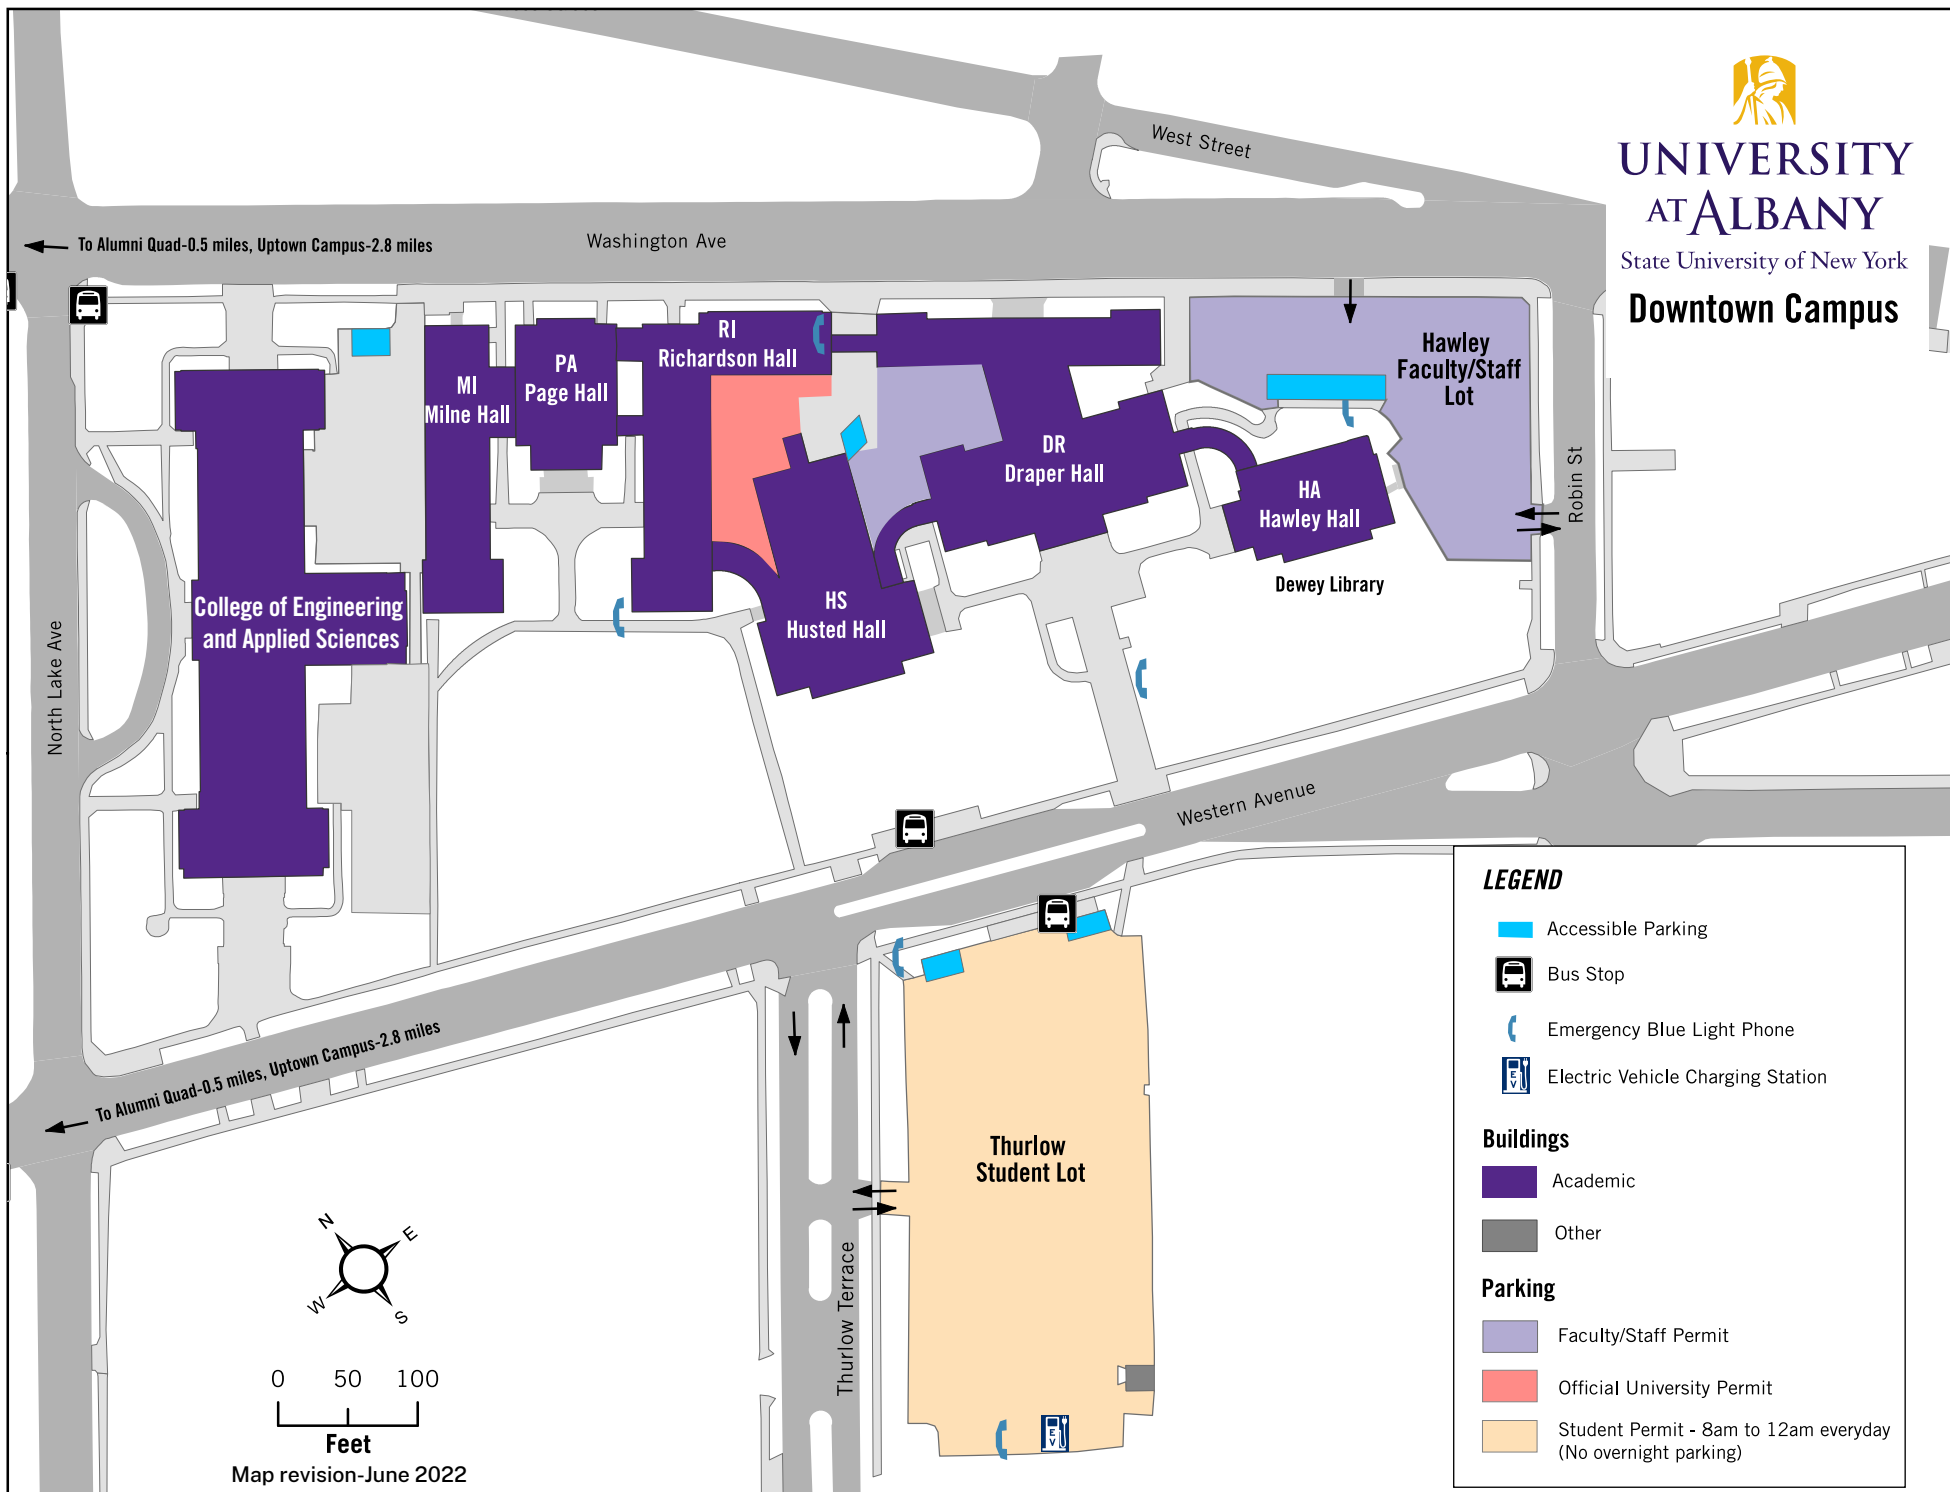 West Street
UNIVERSITY
AT ALBANY
State University of New York
Downtown Campus
To Alumni Quad-0.5 miles, Uptown Campus-2.8 miles
Washington Ave
RI
Richardson Hall
PA
Page Hall
MI
Milne Hall
Hawley
Faculty/Staff
Lot
DR
Draper Hall
HA
Hawley Hall
Dewey Library
Robin St
College of Engineering
and Applied Sciences
HS
Husted Hall
North Lake Ave
Western Avenue
To Alumni Quad-0.5 miles, Uptown Campus-2.8 miles
Thurlow
Student Lot
Thurlow Terrace
N
E
W
S
0 50 100
Feet
Map revision-June 2022
EV
LEGEND
Accessible Parking
Bus Stop
Emergency Blue Light Phone
EV
Electric Vehicle Charging Station
Buildings
Academic
Other
Parking
Faculty/Staff Permit
Official University Permit
Student Permit - 8am to 12am everyday
(No overnight parking)